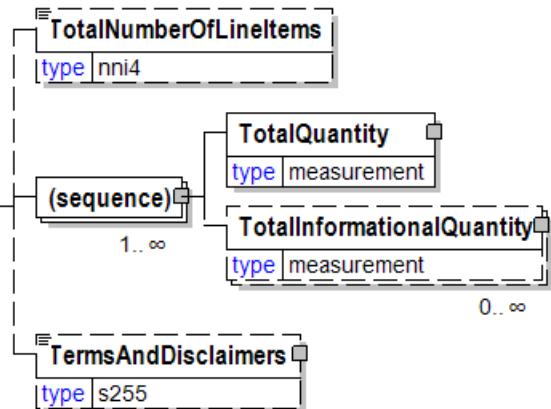 TotalNumberOfLineItems
type nni4
TotalQuantity
type measurement
(sequence)
1.. ∞
TotalInformationalQuantity
type measurement
0.. ∞
TermsAndDisclaimers
type s255